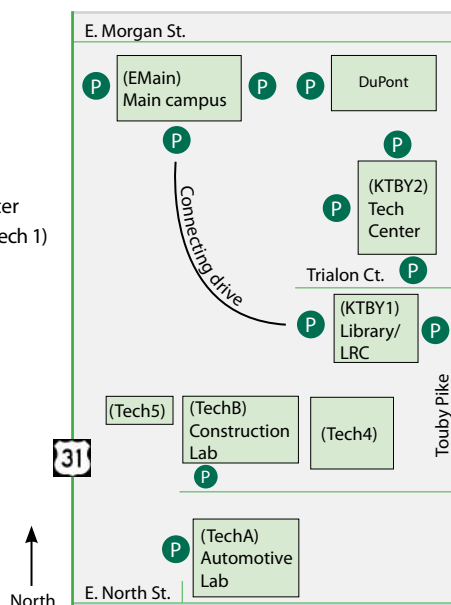 E. Morgan St.
P
(EMain)
Main campus
P
P
DuPont
P
P
(KTBY2)
Tech
Center
P
ech 1)
Connecting drive
Trialon Ct.
P
P
(KTBY1)
Library/
LRC
P
Touby Pike
(Tech5)
(TechB)
Construction
Lab
(Tech4)
31
P
P
(TechA)
Automotive
Lab
North
E. North St.